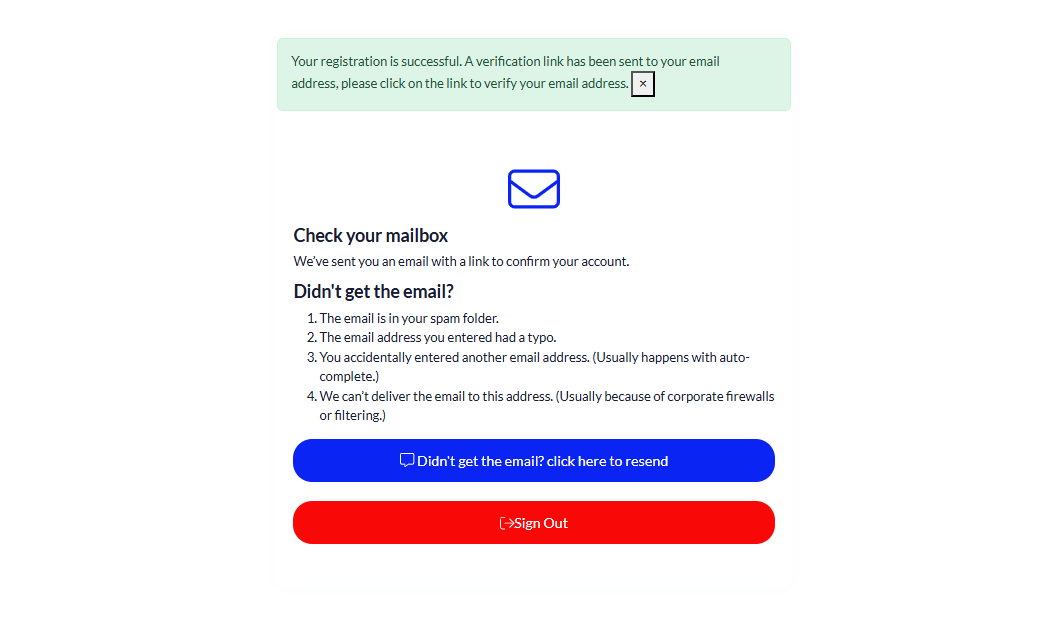 Your registration is successful. A verification link has been sent to your email
address, please click on the link to verify your email address. ×
Check your mailbox
We've sent you an email with a link to confirm your account.
Didn't get the email?
1. The email is in your spam folder.
2. The email address you entered had a typo.
3. You accidentally entered another email address. (Usually happens with auto-
complete.)
4. We can't deliver the email to this address. (Usually because of corporate firewalls
or filtering.)
Didn't get the email? click here to resend
Sign Out